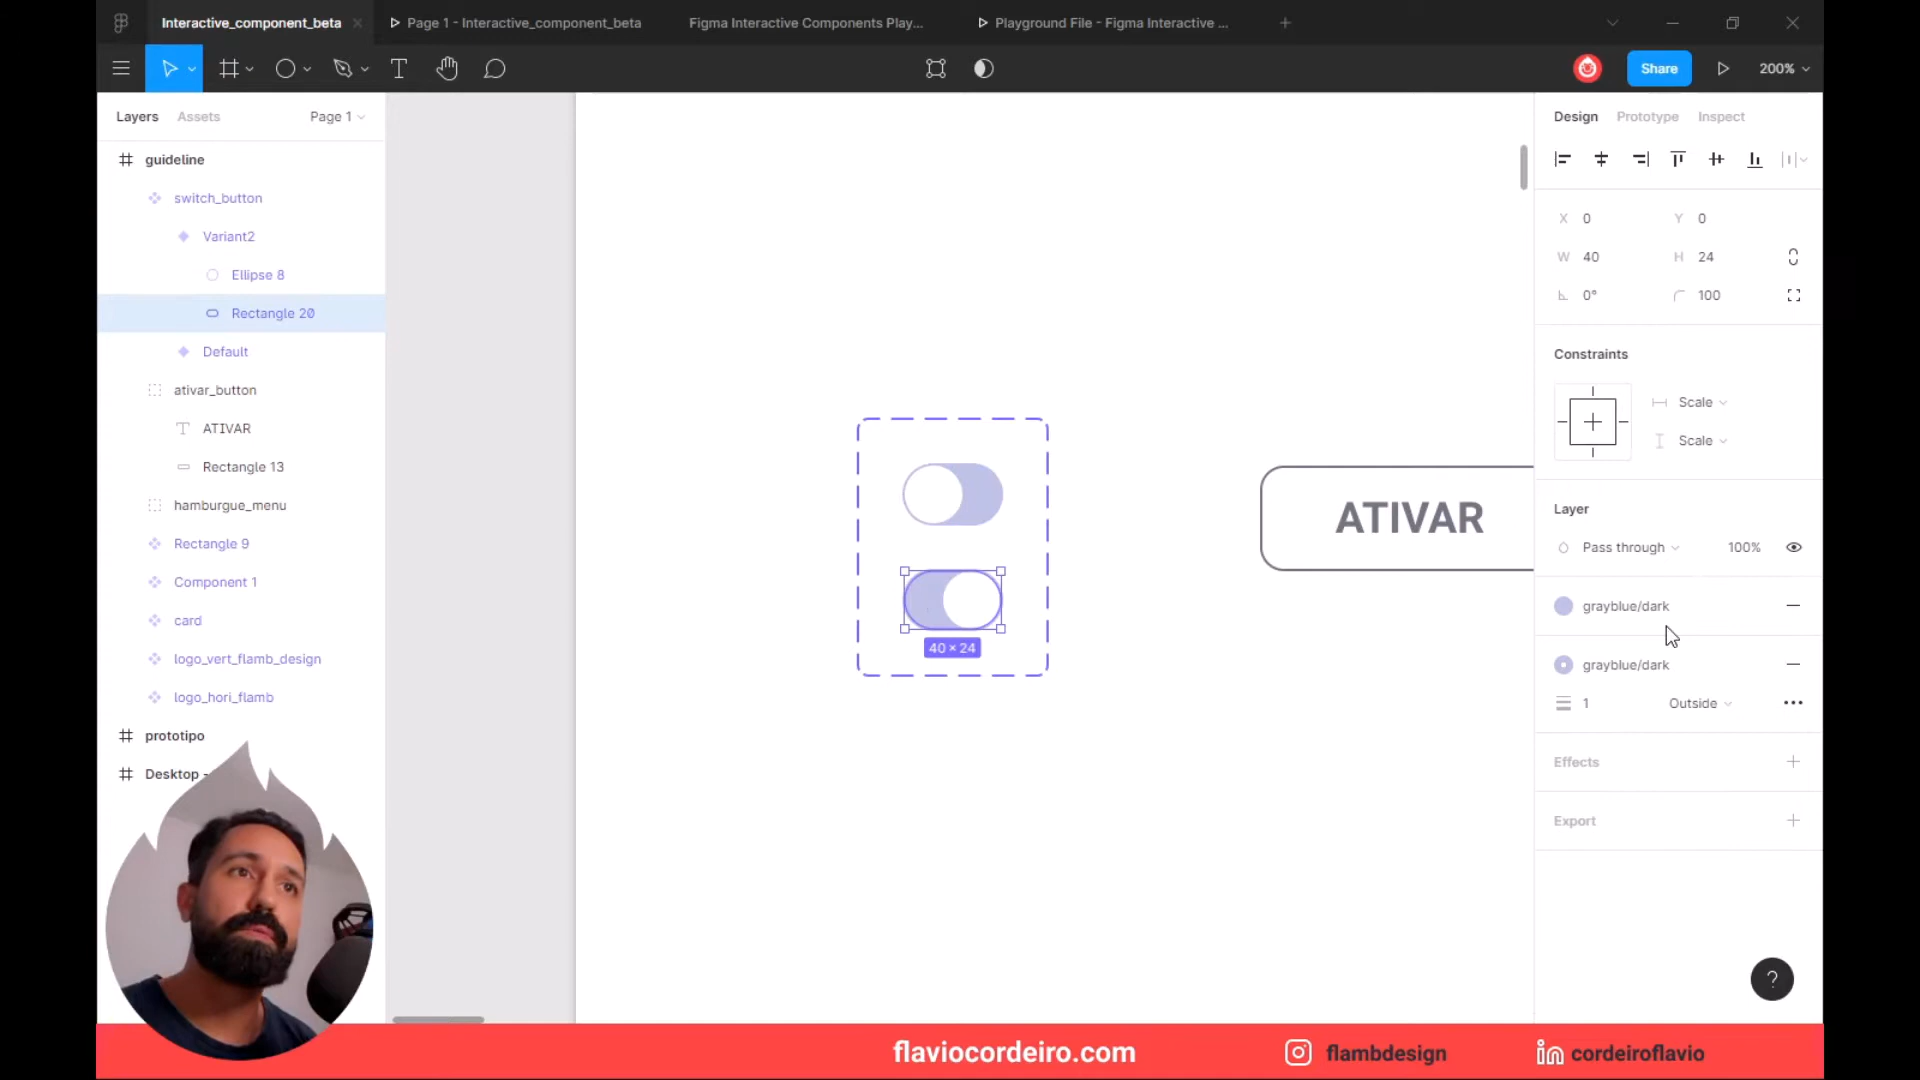 Interactive_component_beta
Page 1 - Interactive_component_beta
Figma Interactive Components Play...
Playground File - Figma Interactive ...
Share
200%
Layers
Assets
Page 1
guideline
switch_button
Variant2
Ellipse 8
Rectangle 20
Default
ativar_button
ATIVAR
Rectangle 13
hamburgue_menu
Rectangle 9
Component 1
card
logo_vert_flamb_design
logo_hori_flamb
prototipo
Desktop -
40 × 24
ATIVAR
Design
Prototype
Inspect
X 0
Y 0
W 40
H 24
0°
100
Constraints
Scale
Scale
Layer
Pass through
100%
grayblue/dark
grayblue/dark
1
Outside
Effects
Export
?
flaviocordeiro.com
flambdesign
in cordeiroflavio